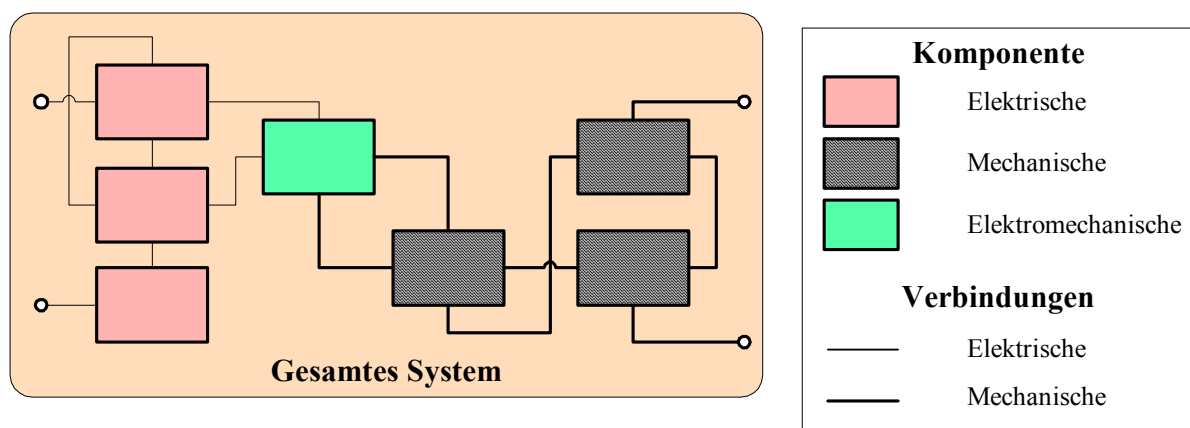 Gesamtes System
Komponente
Elektrische
Mechanische
Elektromechanische
Verbindungen
Elektrische
Mechanische